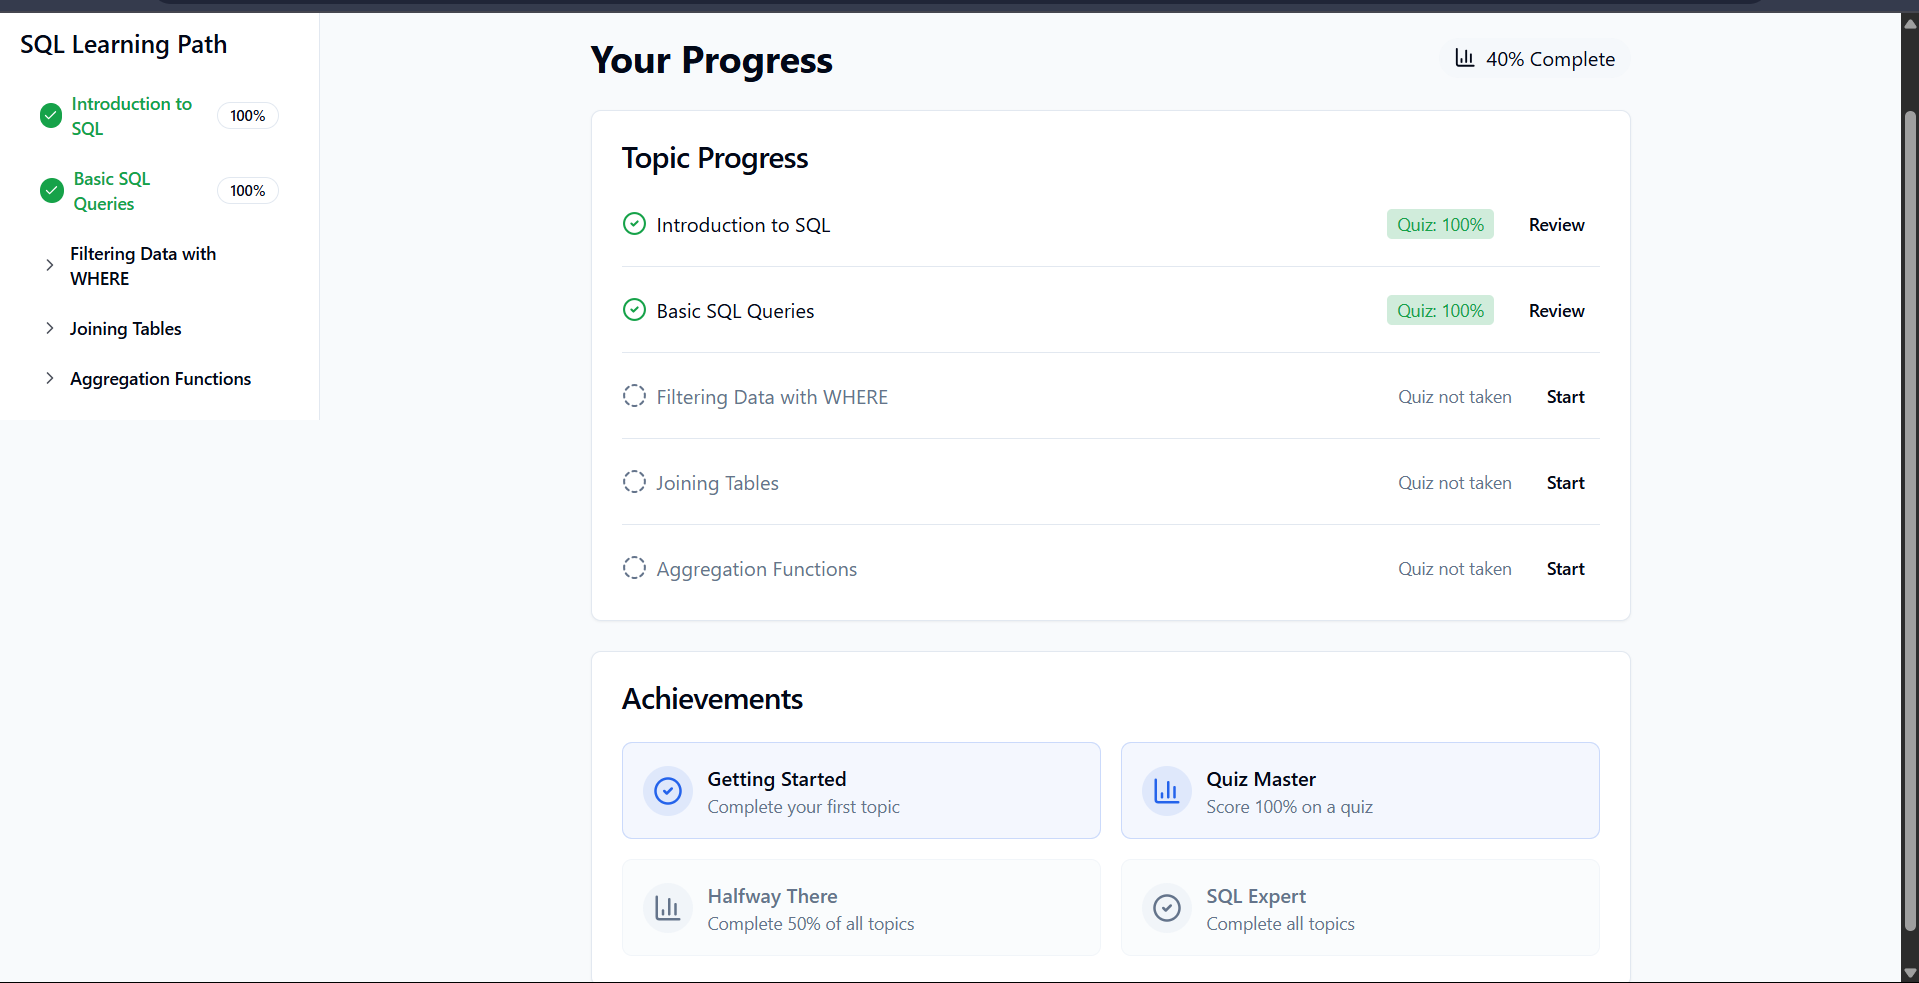 SQL Learning Path
Introduction to
SQL
100%
Basic SQL
Queries
100%
Filtering Data with
WHERE
Joining Tables
Aggregation Functions
Your Progress
40% Complete
Topic Progress
Introduction to SQL
Quiz: 100%
Review
Basic SQL Queries
Quiz: 100%
Review
Filtering Data with WHERE
Quiz not taken
Start
Joining Tables
Quiz not taken
Start
Aggregation Functions
Quiz not taken
Start
Achievements
Getting Started
Complete your first topic
Quiz Master
Score 100% on a quiz
Halfway There
Complete 50% of all topics
SQL Expert
Complete all topics